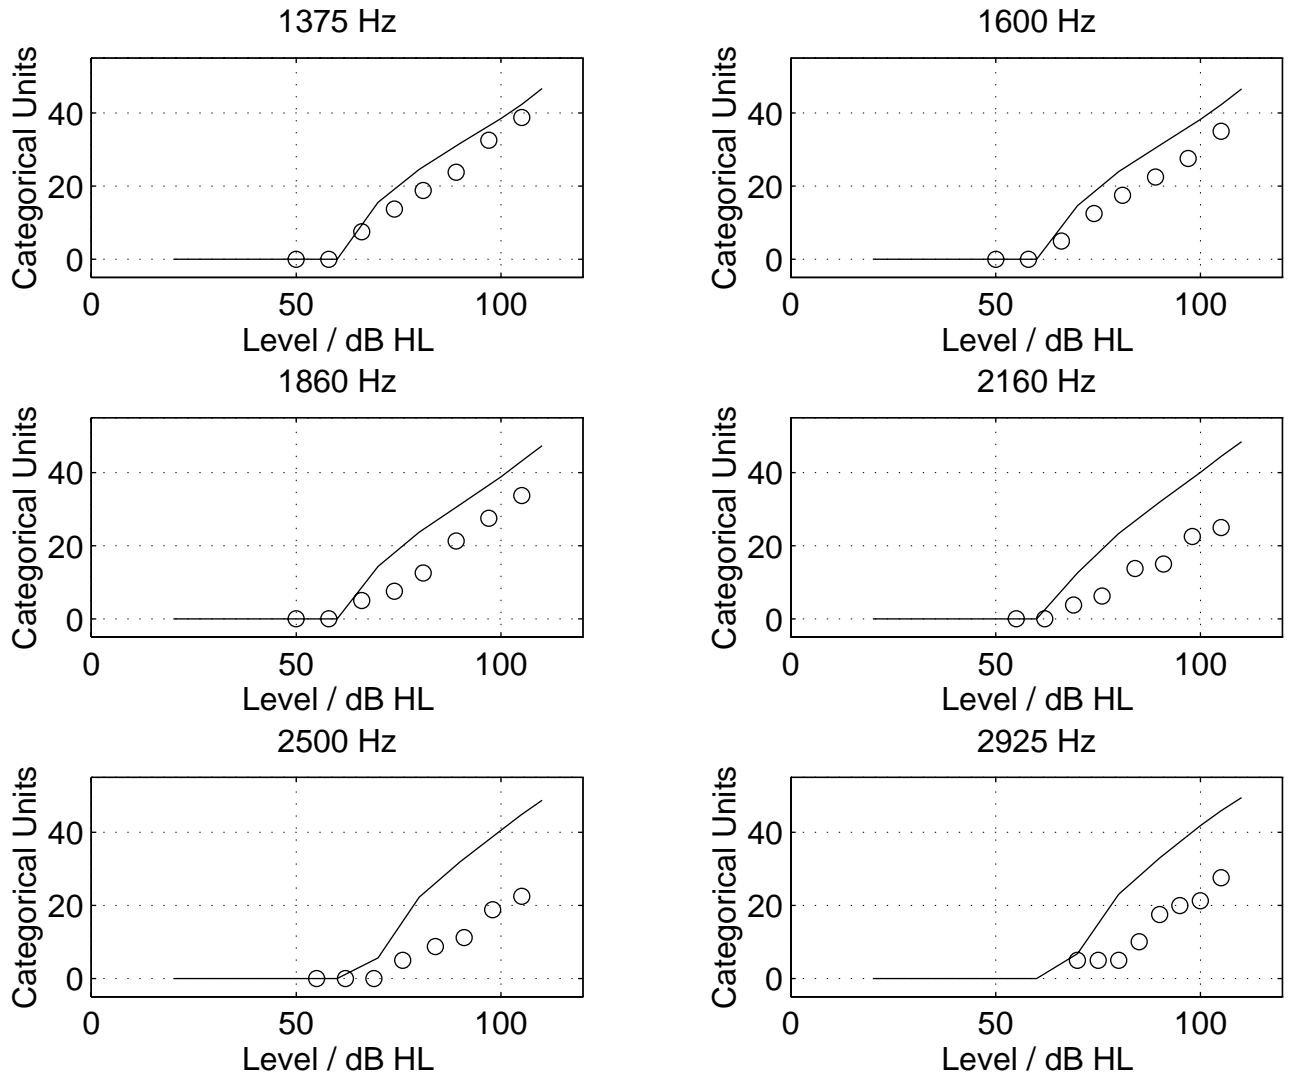 1375 Hz
Categorical Units
40
20
0
0 50 100
Level / dB HL
1600 Hz
Categorical Units
40
20
0
0 50 100
Level / dB HL
1860 Hz
Categorical Units
40
20
0
0 50 100
Level / dB HL
2160 Hz
Categorical Units
40
20
0
0 50 100
Level / dB HL
2500 Hz
Categorical Units
40
20
0
0 50 100
Level / dB HL
2925 Hz
Categorical Units
40
20
0
0 50 100
Level / dB HL